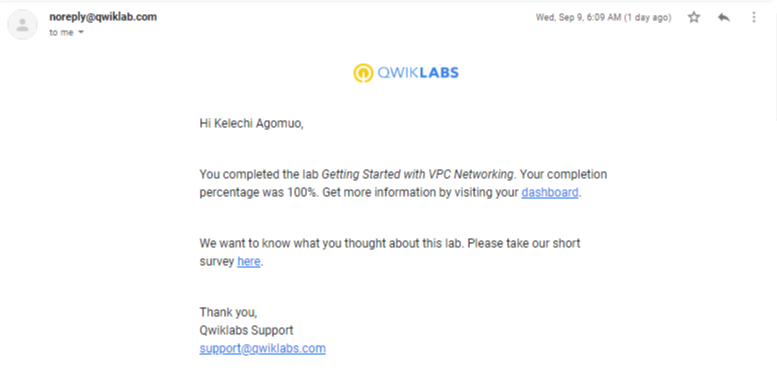 noreply@qwiklab.com
Wed, Sep 9, 6:09 AM (1 day ago)
to me
QWIKLABS
Hi Kelechi Agomuo,
You completed the lab Getting Started with VPC Networking. Your completion
percentage was 100%. Get more information by visiting your dashboard.
We want to know what you thought about this lab. Please take our short
survey here.
Thank you,
Qwiklabs Support
support@qwiklabs.com